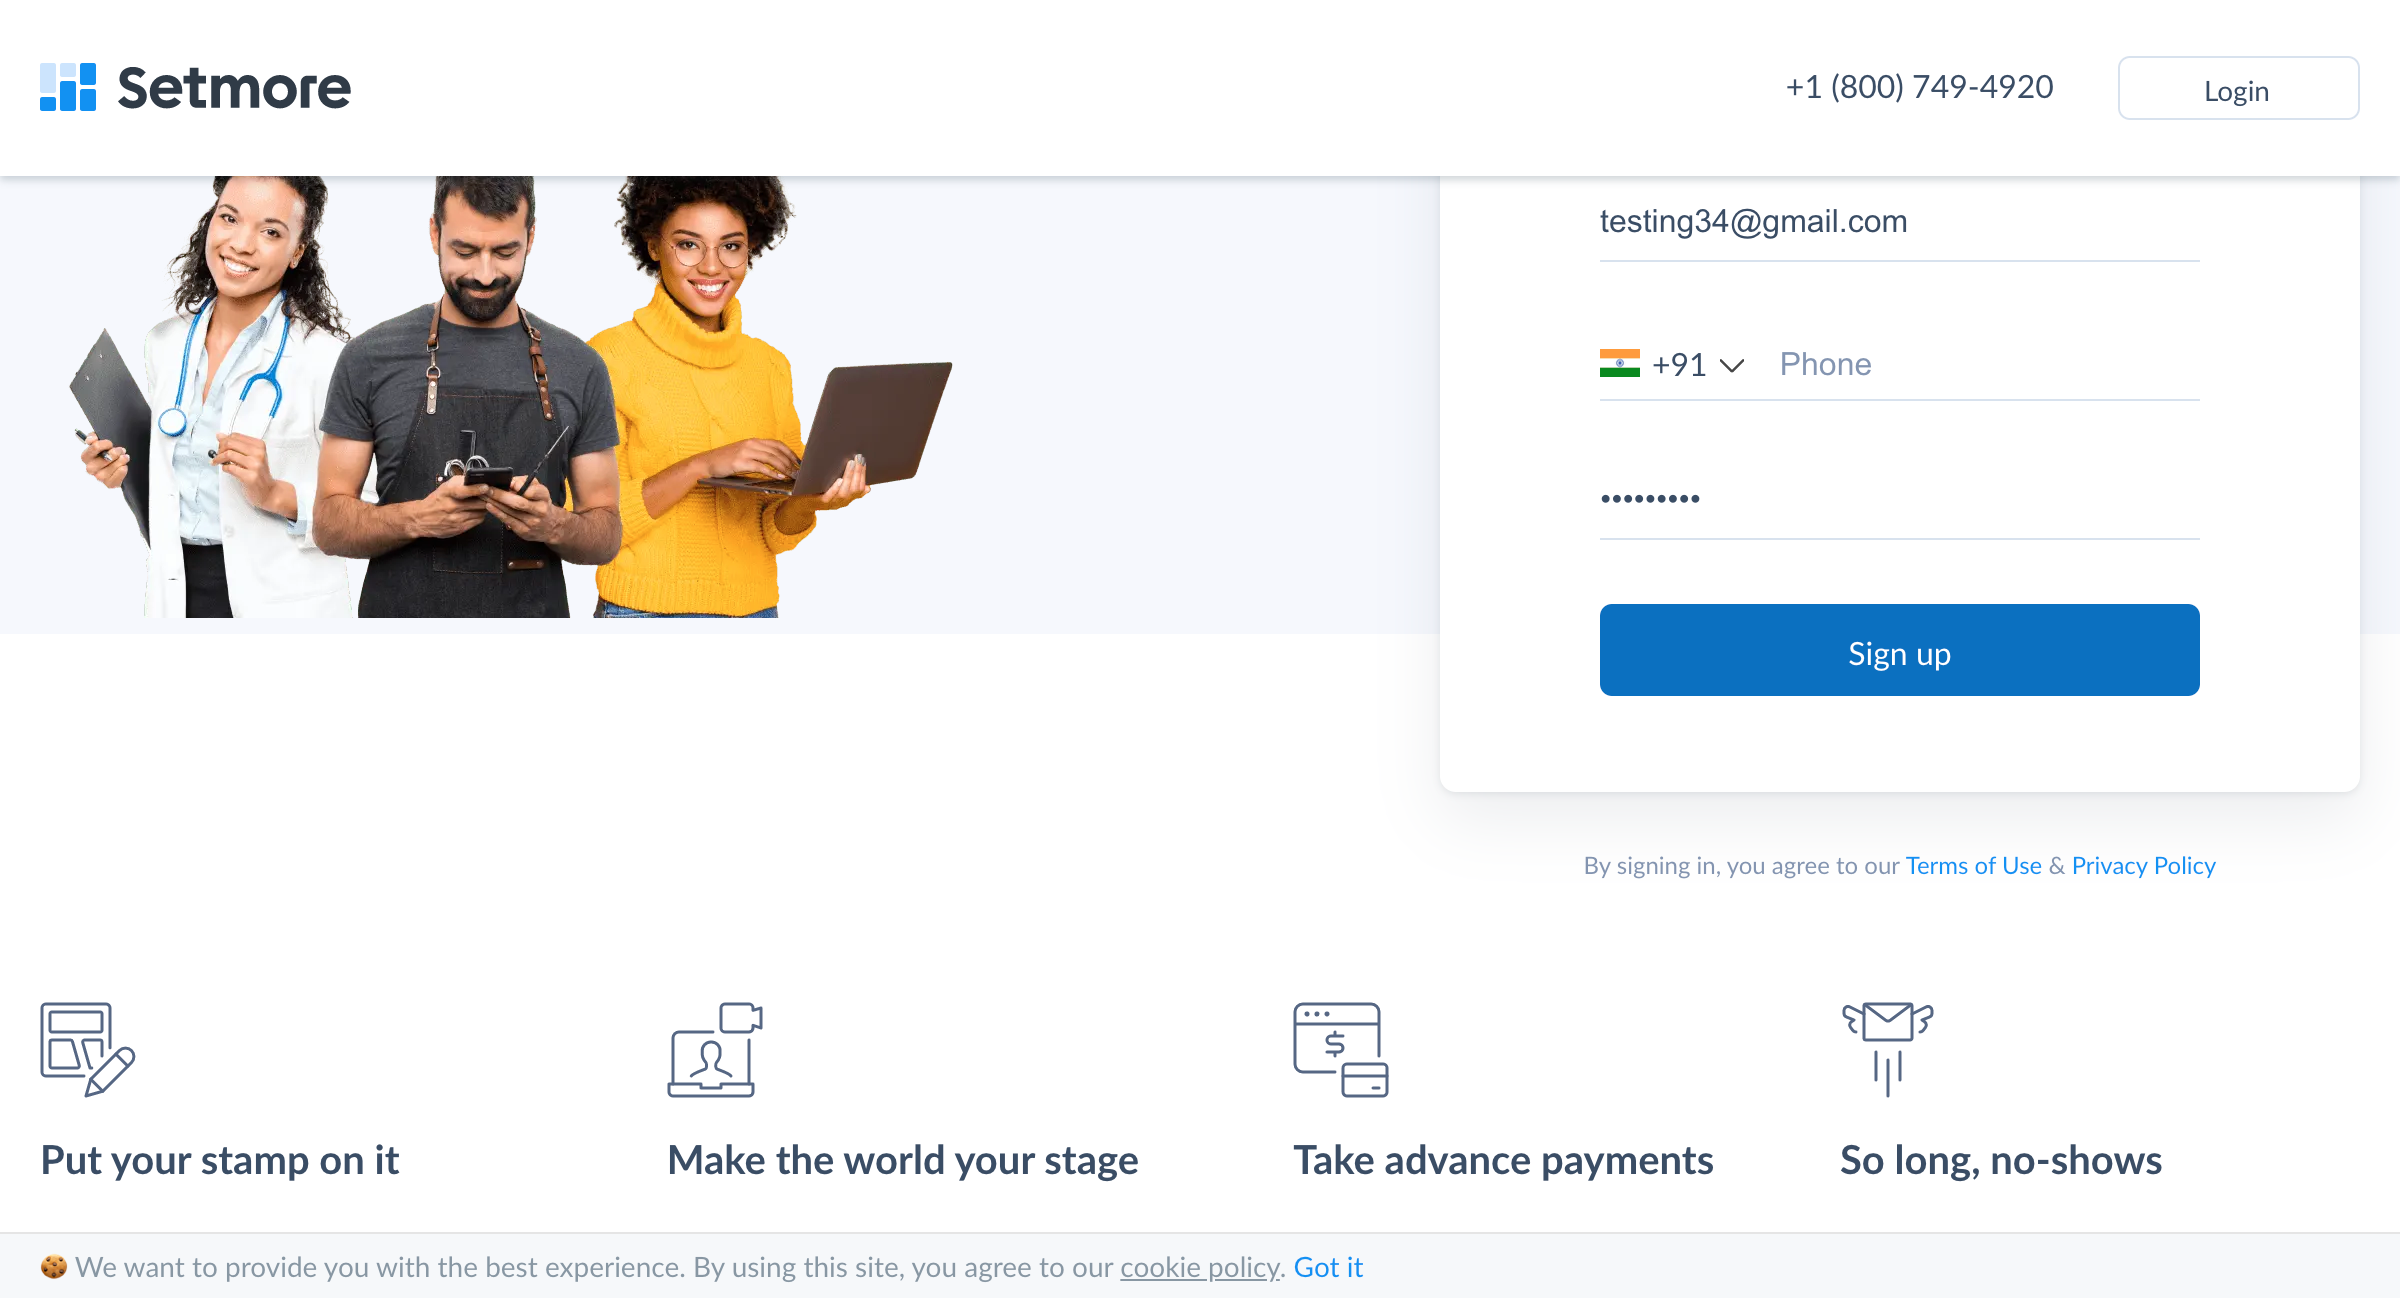 Setmore
+1 (800) 749-4920
Login
testing34@gmail.com
+91
Phone
•••••••••
Sign up
By signing in, you agree to our Terms of Use & Privacy Policy
Put your stamp on it
Make the world your stage
Take advance payments
So long, no-shows
We want to provide you with the best experience. By using this site, you agree to our cookie policy. Got it